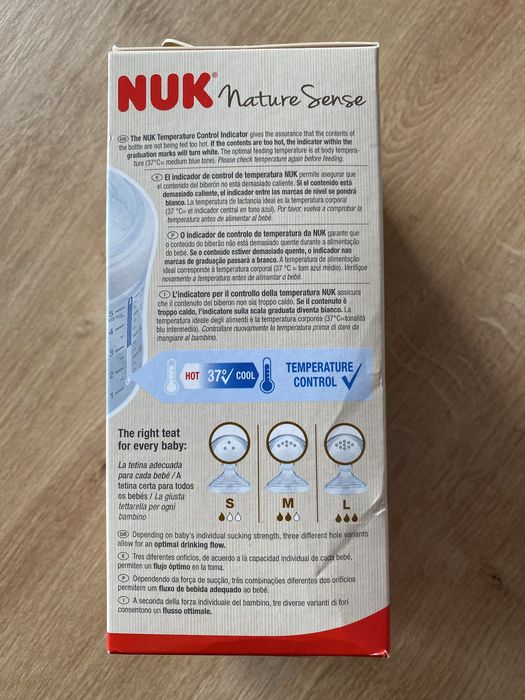 NUK® Nature Sense
GB The NUK Temperature Control Indicator gives the assurance that the contents of
the bottle are not being fed too hot. If the contents are too hot, the indicator within the
graduation marks will turn white. The optimal feeding temperature is at body tempera-
ture (37°C= medium blue tone). Please check temperature again before feeding.
E El indicador de control de temperatura NUK permite asegurar que
el contenido del biberón no está demasiado caliente. Si el contenido está
demasiado caliente, el indicador entre las marcas de nivel se pondrá
blanco. La temperatura de lactancia ideal es la temperatura corporal
(37 °C= el indicador central en tono azul). Por favor, vuelva a comprobar la
temperatura antes de alimentar al bebé.
P O indicador de controlo de temperatura da NUK garante que
o conteúdo do biberão não está demasiado quente durante a alimentação
do bebé. Se o conteúdo estiver demasiado quente, o indicador nas
marcas de graduação passará a branco. A temperatura de alimentação
ideal corresponde à temperatura corporal (37 °C = tom azul médio). Verifique
novamente a temperatura antes de alimentar o bebé.
I L'indicatore per il controllo della temperatura NUK assicura
che il contenuto del biberon non sia troppo caldo. Se il contenuto è
troppo caldo, l'indicatore sulla scala graduata diventa bianco. La
temperatura ideale degli alimenti è la temperatura corporea (37°C=tonalità
blu intermedia). Controllare nuovamente la temperatura prima di dare da
mangiare al bambino.
5
4
3
2
1
HOT 37° COOL
TEMPERATURE
CONTROL
The right teat
for every baby:
La tetina adecuada
para cada bebé / A
tetina certa para todos
os bebés / La giusta
tettarella per ogni
bambino
S M L
GB Depending on baby's individual sucking strength, three different hole variants
allow for an optimal drinking flow.
E Tres diferentes orificios, de acuerdo a la capacidad individual de cada bebé,
permiten un flujo óptimo en la toma.
P Dependendo da força de sucção, três combinações diferentes dos orifícios
permitem um fluxo de bebida adequado ao bebé.
I A seconda della forza individuale del bambino, tre diverse varianti di fori
consentono un flusso ottimale.